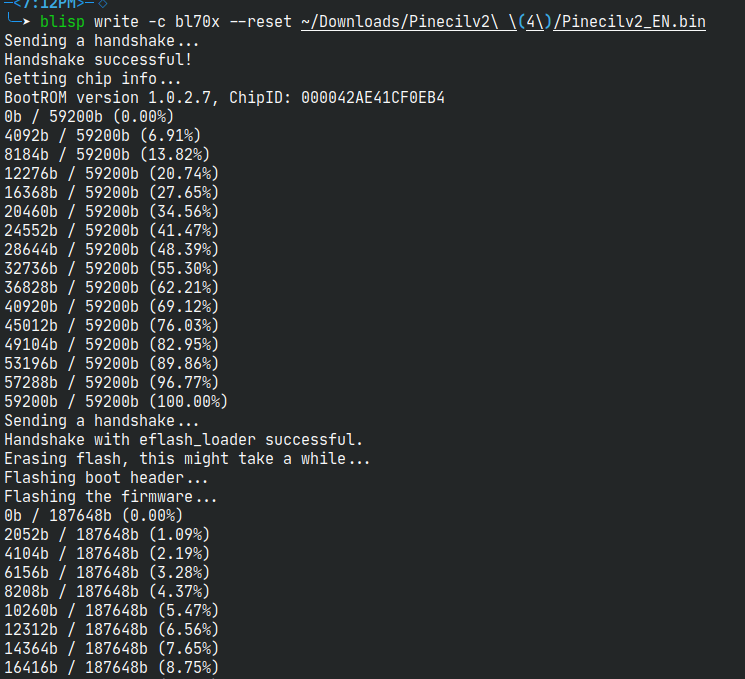 <7:12PM>
blisp write -c bl70x --reset ~/Downloads/Pinecilv2\ \(4\)/Pinecilv2_EN.bin
Sending a handshake...
Handshake successful!
Getting chip info...
BootROM version 1.0.2.7, ChipID: 000042AE41CF0EB4
0b / 59200b (0.00%)
4092b / 59200b (6.91%)
8184b / 59200b (13.82%)
12276b / 59200b (20.74%)
16368b / 59200b (27.65%)
20460b / 59200b (34.56%)
24552b / 59200b (41.47%)
28644b / 59200b (48.39%)
32736b / 59200b (55.30%)
36828b / 59200b (62.21%)
40920b / 59200b (69.12%)
45012b / 59200b (76.03%)
49104b / 59200b (82.95%)
53196b / 59200b (89.86%)
57288b / 59200b (96.77%)
59200b / 59200b (100.00%)
Sending a handshake...
Handshake with eflash_loader successful.
Erasing flash, this might take a while...
Flashing boot header...
Flashing the firmware...
0b / 187648b (0.00%)
2052b / 187648b (1.09%)
4104b / 187648b (2.19%)
6156b / 187648b (3.28%)
8208b / 187648b (4.37%)
10260b / 187648b (5.47%)
12312b / 187648b (6.56%)
14364b / 187648b (7.65%)
16416b / 187648b (8.75%)